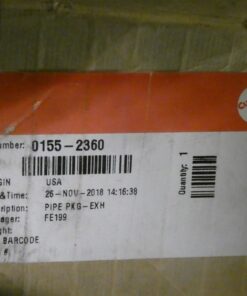 umber: 0155-2360
Quantity: 1
GIN USA
&Time: 26-NOV-2018 14:16:38
cription: PIPE PKG-EXH
ager: FE199
BARCODE
#